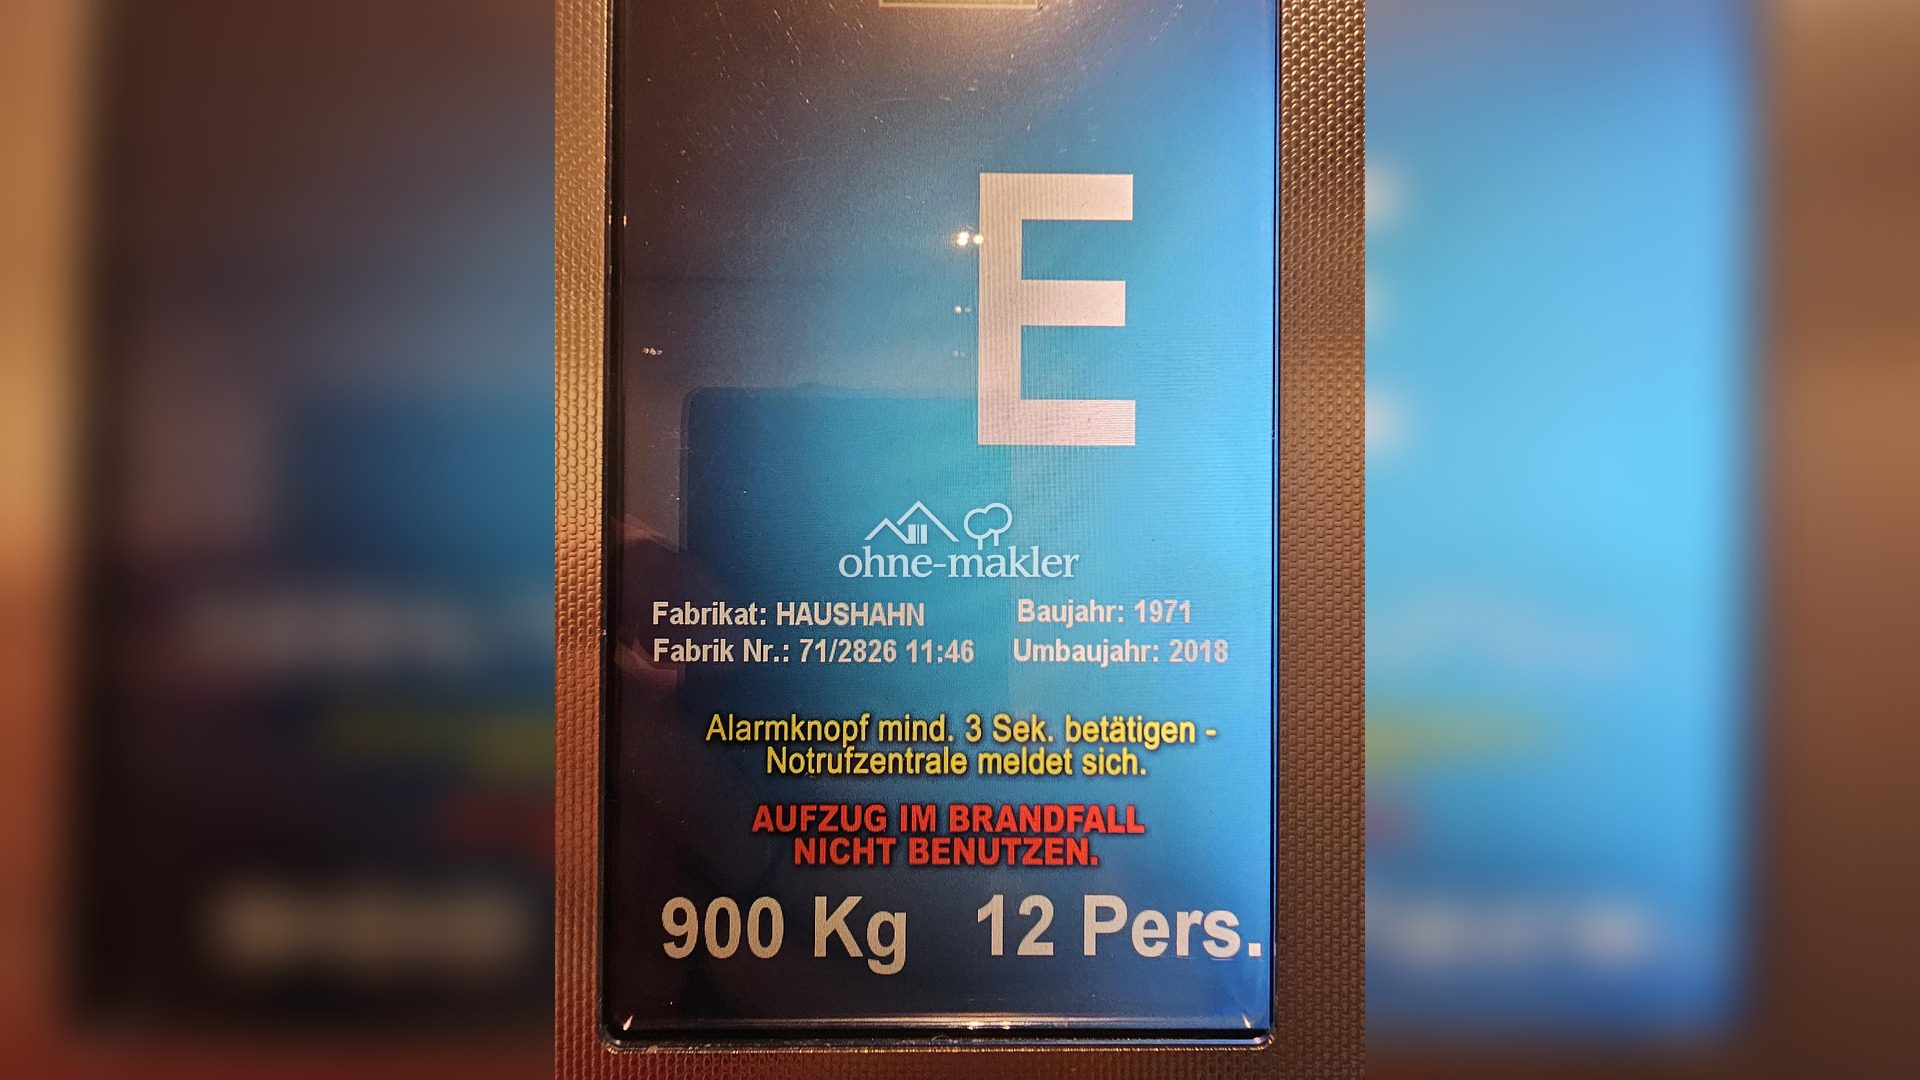 E
ohne-makler
Fabrikat: HAUSHAHN Baujahr: 1971
Fabrik Nr.: 71/2826 11:46 Umbaujahr: 2018
Alarmknopf mind. 3 Sek. betätigen -
Notrufzentrale meldet sich.
AUFZUG IM BRANDFALL
NICHT BENUTZEN.
900 Kg 12 Pers.